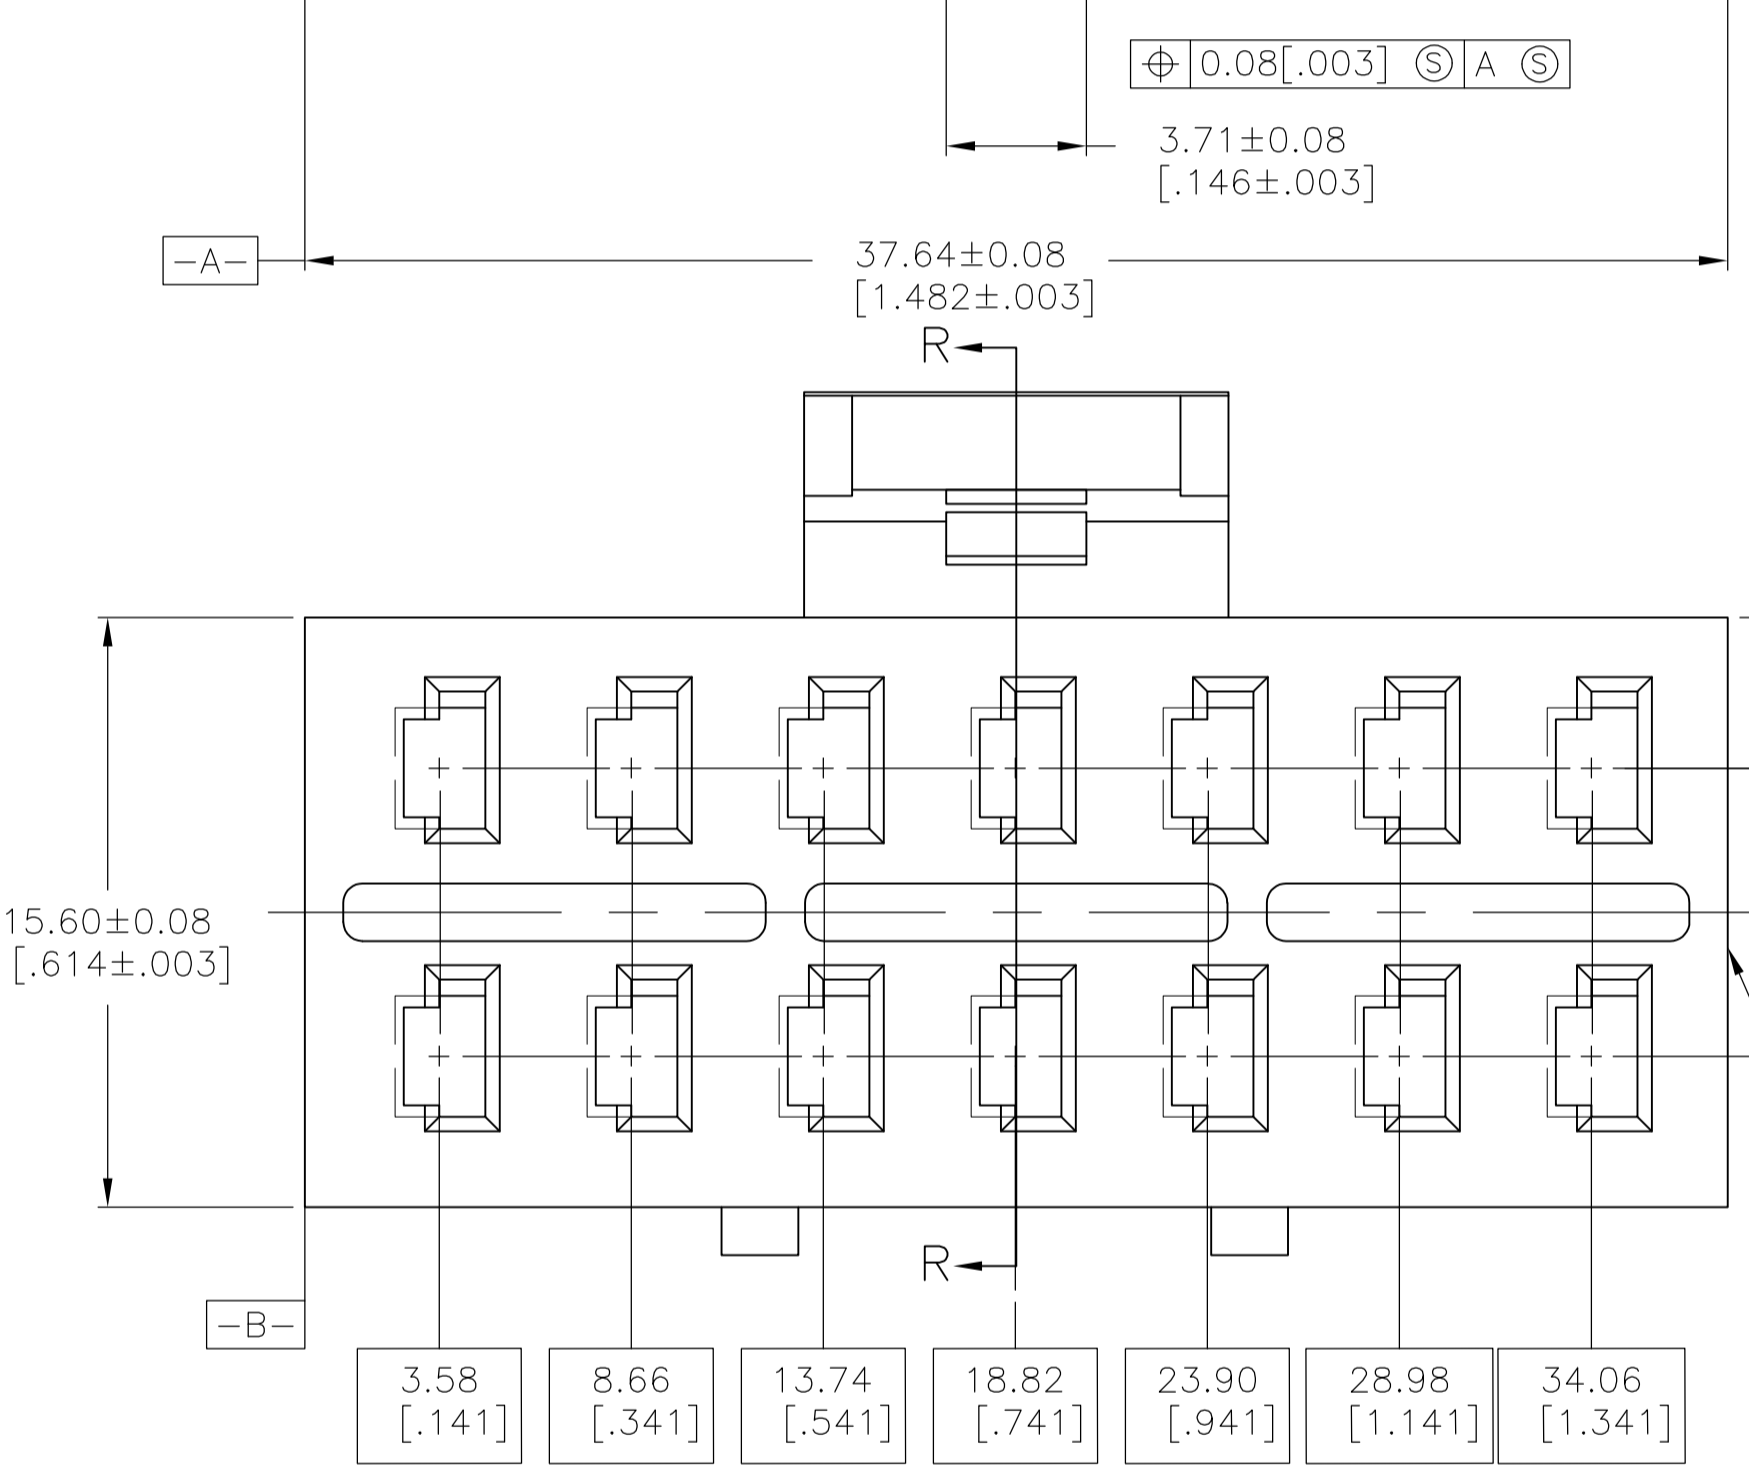 ⌖ 0.08[.003] Ⓢ A Ⓢ
3.71±0.08
[.146±.003]
-A-
37.64±0.08
[1.482±.003]
R
15.60±0.08
[.614±.003]
R
-B-
3.58 8.66 13.74 18.82 23.90 28.98 34.06
[.141] [.341] [.541] [.741] [.941] [1.141] [1.341]